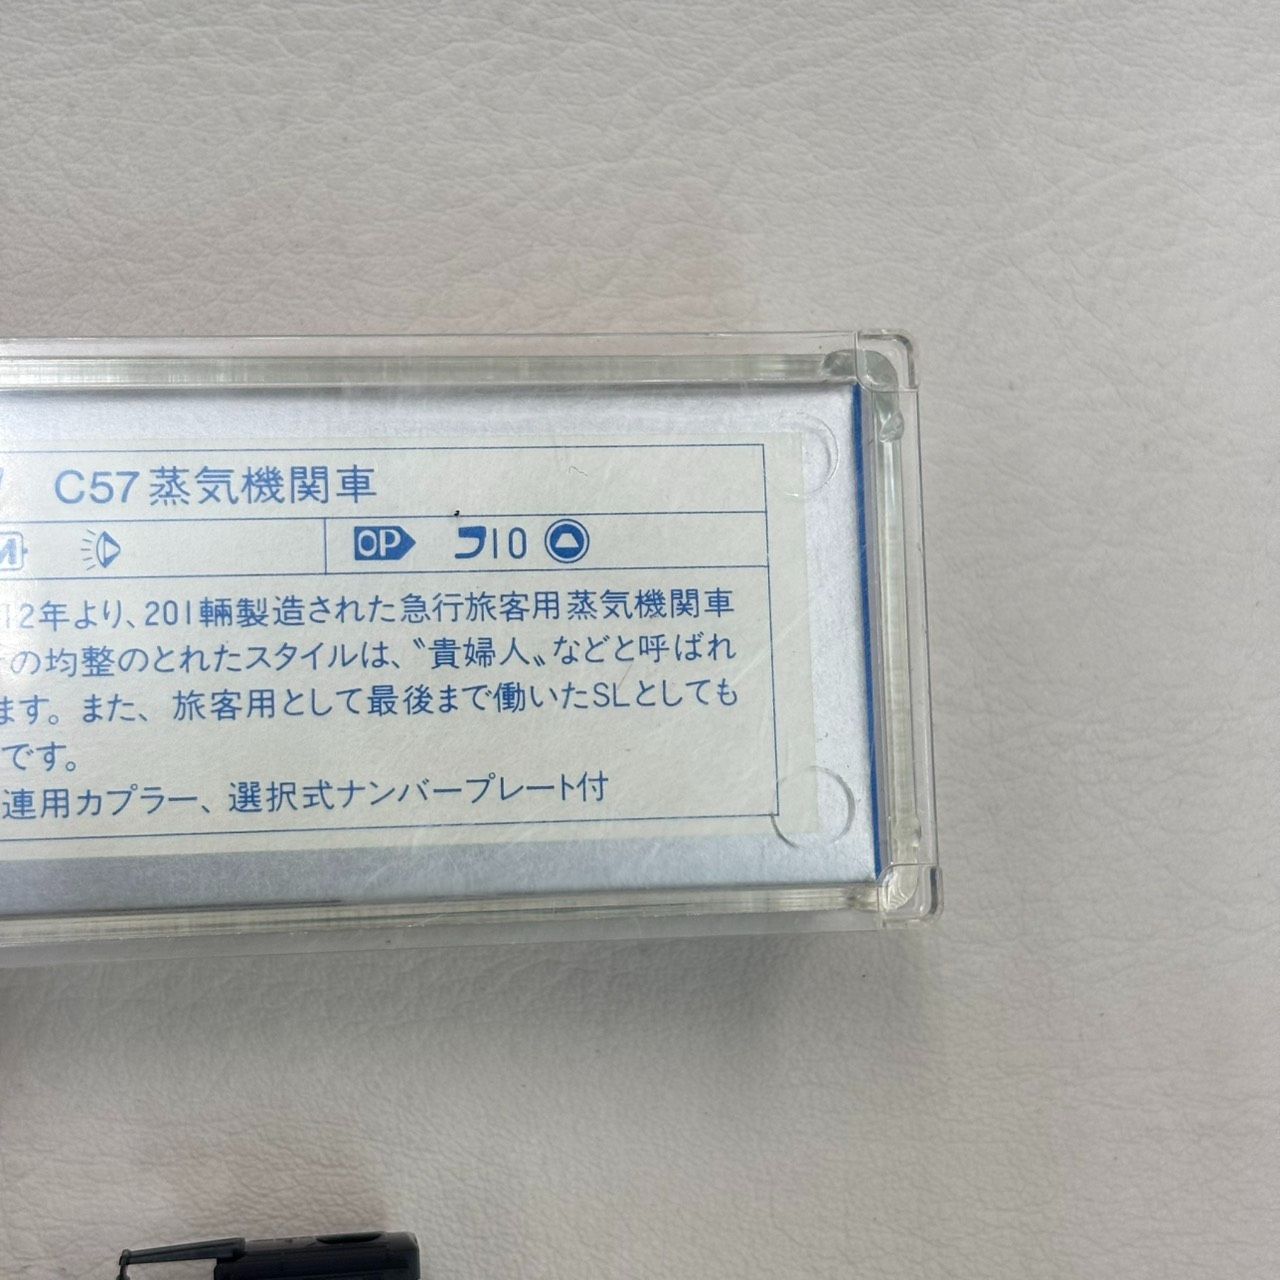 C57蒸気機関車
OP フ10
12年より、201輛製造された急行旅客用蒸気機関車
の均整のとれたスタイルは、〝貴婦人〟などと呼ばれ
ます。また、旅客用として最後まで働いたSLとしても
です。
連用カプラー、選択式ナンバープレート付